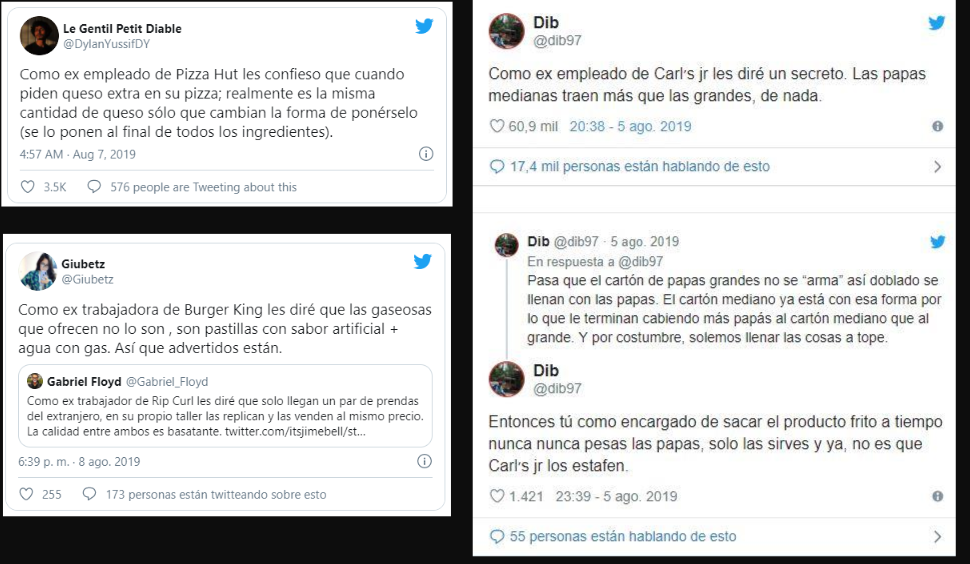 Le Gentil Petit Diable
@DylanYussifDY
Como ex empleado de Pizza Hut les confieso que cuando
piden queso extra en su pizza; realmente es la misma
cantidad de queso sólo que cambian la forma de ponérselo
(se lo ponen al final de todos los ingredientes).
4:57 AM · Aug 7, 2019
3.5K 576 people are Tweeting about this
Giubetz
@Giubetz
Como ex trabajadora de Burger King les diré que las gaseosas
que ofrecen no lo son , son pastillas con sabor artificial +
agua con gas. Así que advertidos están.
Gabriel Floyd @Gabriel_Floyd
Como ex trabajador de Rip Curl les diré que solo llegan un par de prendas
del extranjero, en su propio taller las replican y las venden al mismo precio.
La calidad entre ambos es basatante. twitter.com/itsjimebell/st...
6:39 p. m. · 8 ago. 2019
255 173 personas están twitteando sobre esto
Dib
@dib97
Como ex empleado de Carl's jr les diré un secreto. Las papas
medianas traen más que las grandes, de nada.
60,9 mil 20:38 - 5 ago. 2019
17,4 mil personas están hablando de esto
Dib @dib97 · 5 ago. 2019
En respuesta a @dib97
Pasa que el cartón de papas grandes no se “arma” así doblado se
llenan con las papas. El cartón mediano ya está con esa forma por
lo que le terminan cabiendo más papás al cartón mediano que al
grande. Y por costumbre, solemos llenar las cosas a tope.
Dib
@dib97
Entonces tú como encargado de sacar el producto frito a tiempo
nunca nunca pesas las papas, solo las sirves y ya, no es que
Carl's jr los estafen.
1.421 23:39 - 5 ago. 2019
55 personas están hablando de esto